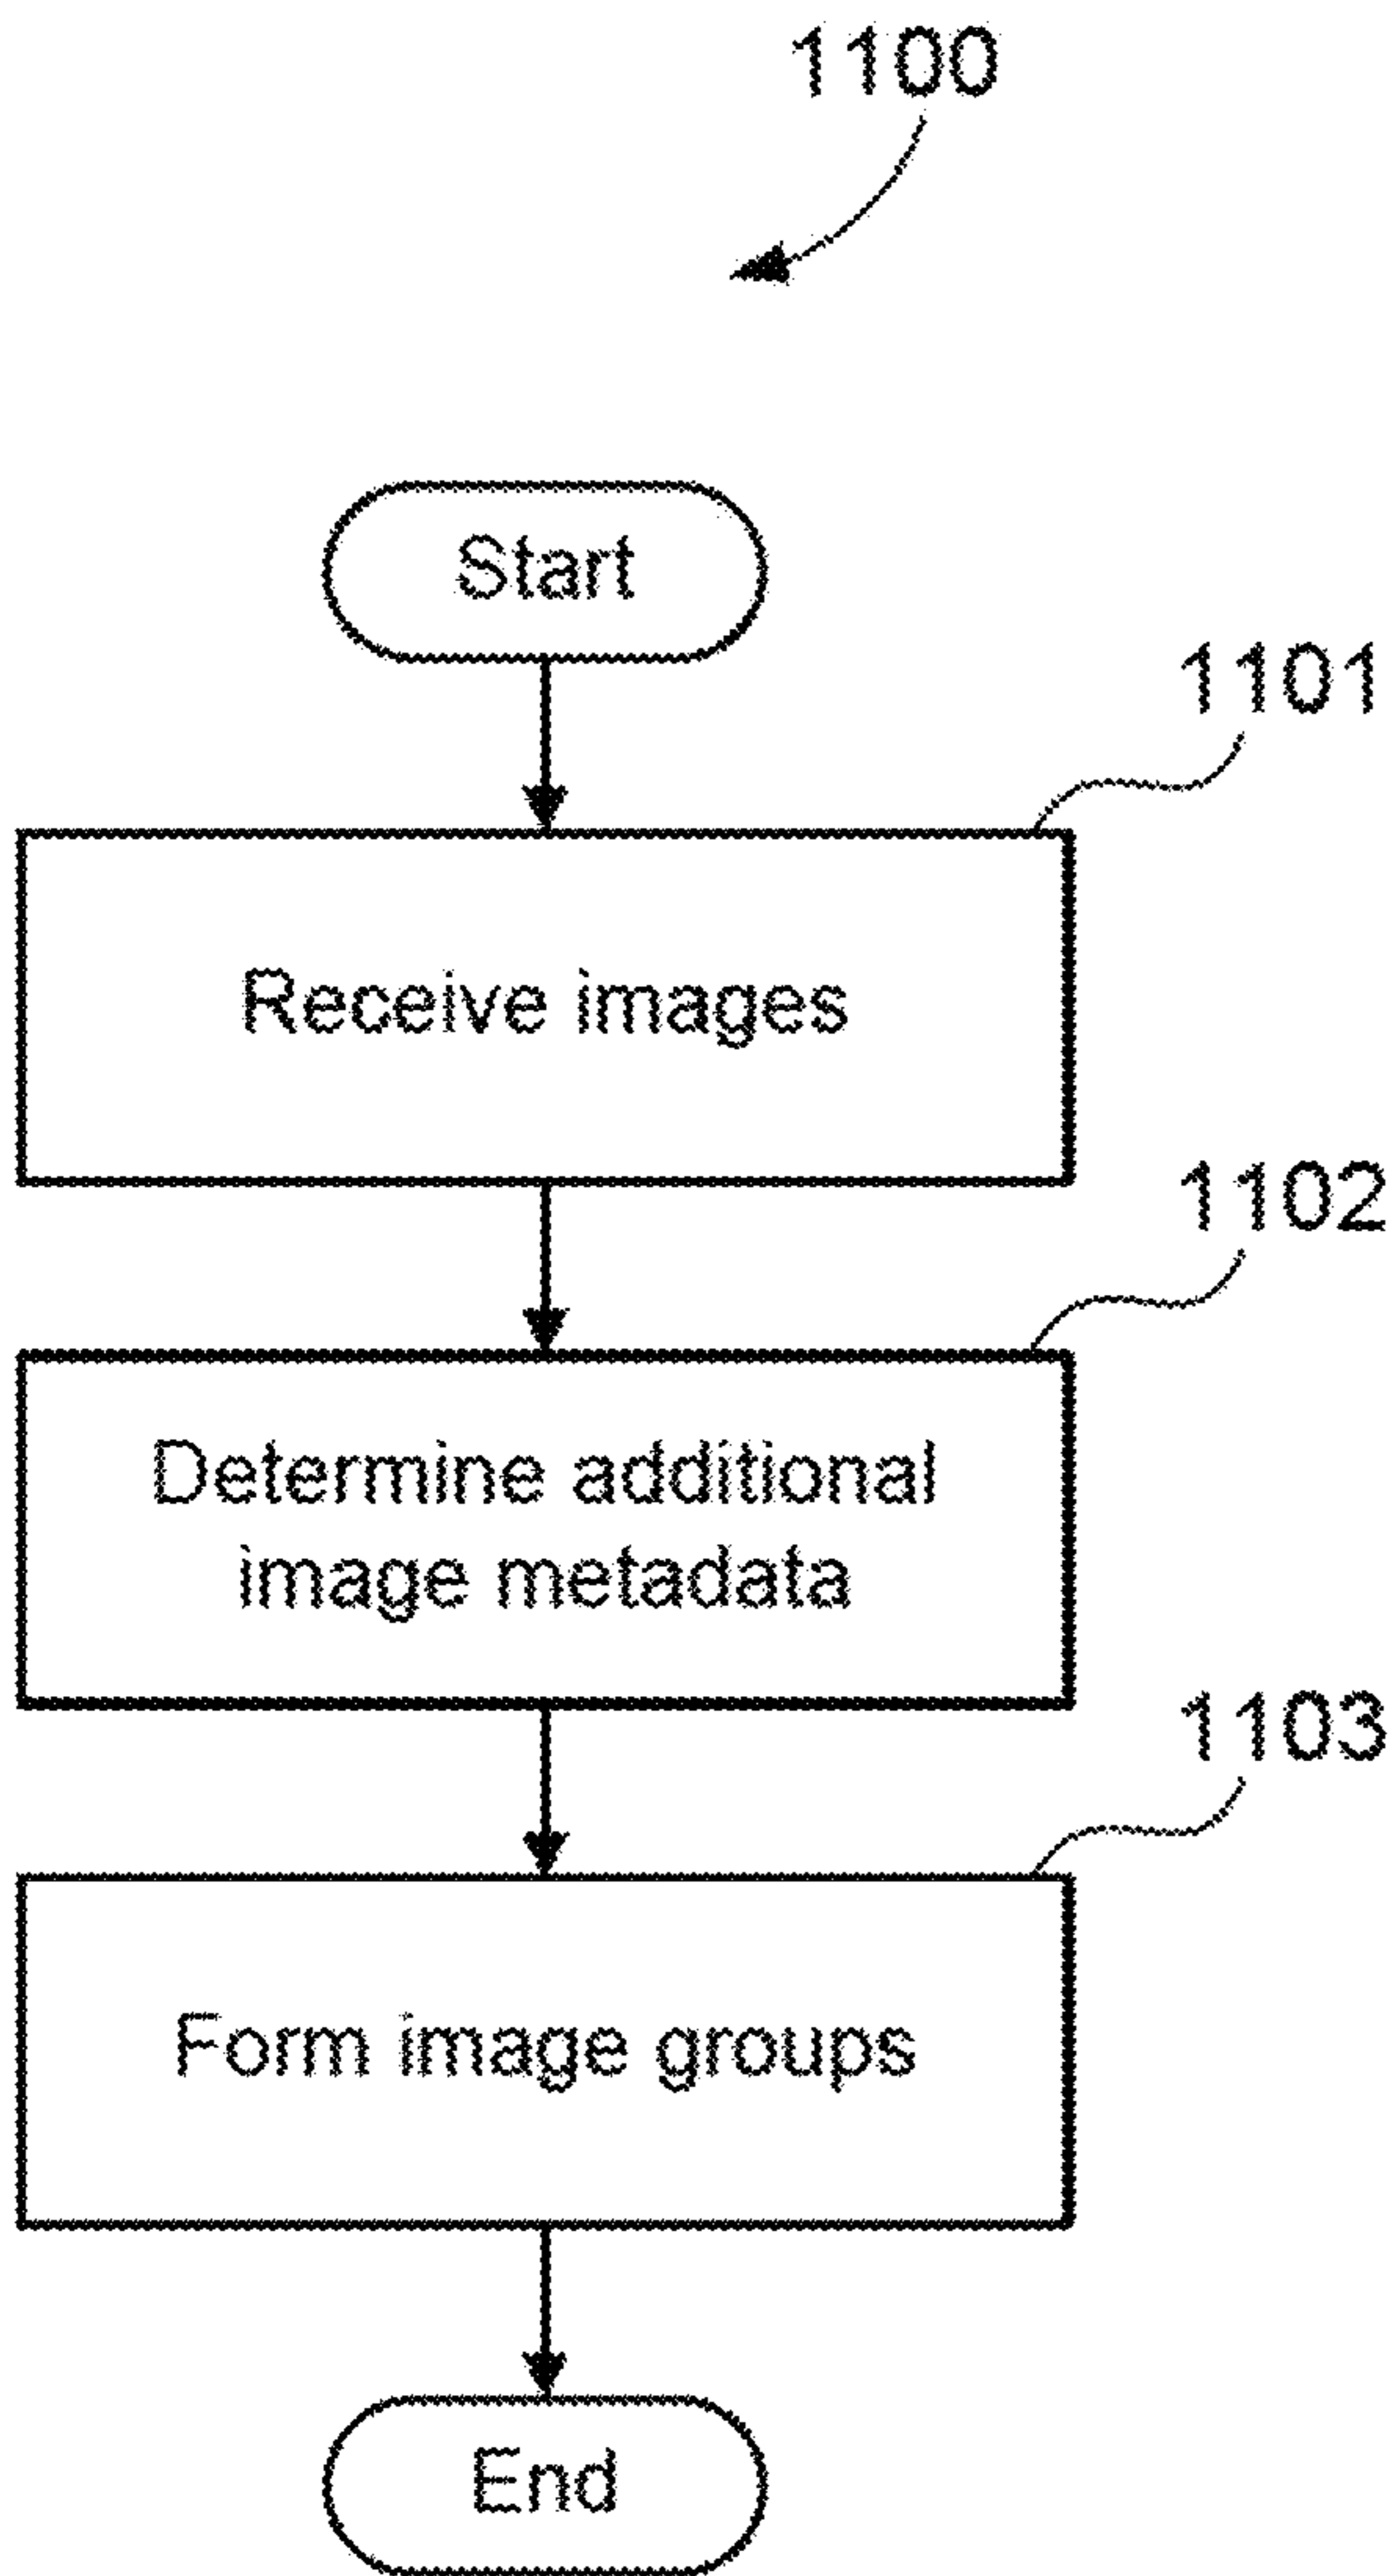 1100
Start
1101
Receive images
1102
Determine additional
image metadata
1103
Form image groups
End